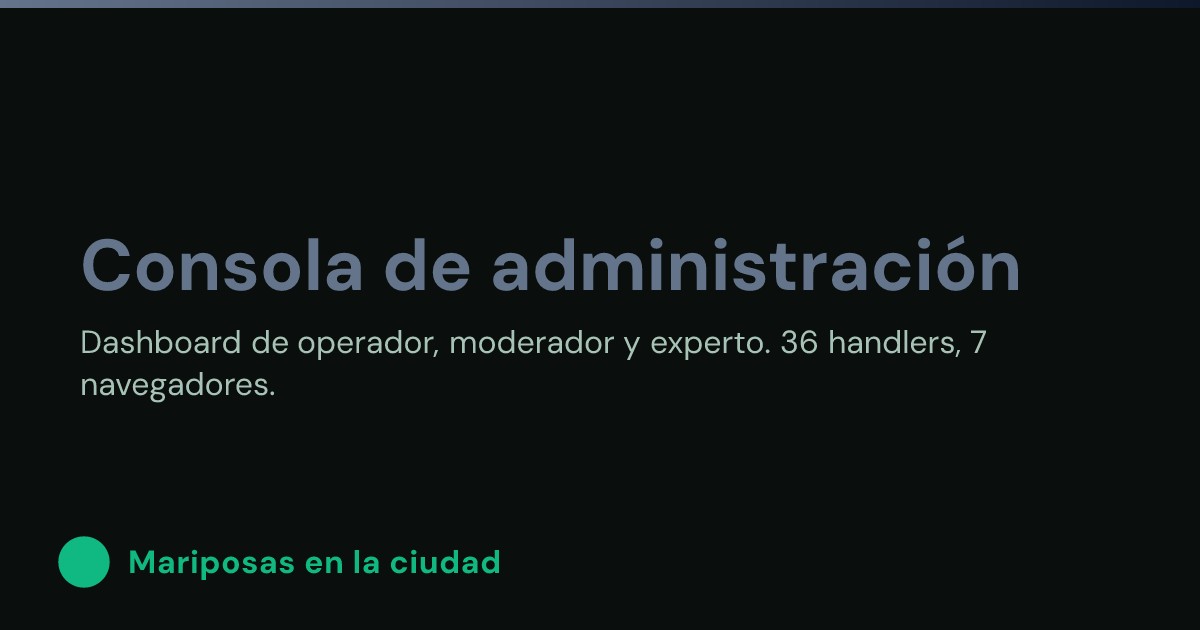 Consola de administración
Dashboard de operador, moderador y experto. 36 handlers, 7
navegadores.
Mariposas en la ciudad